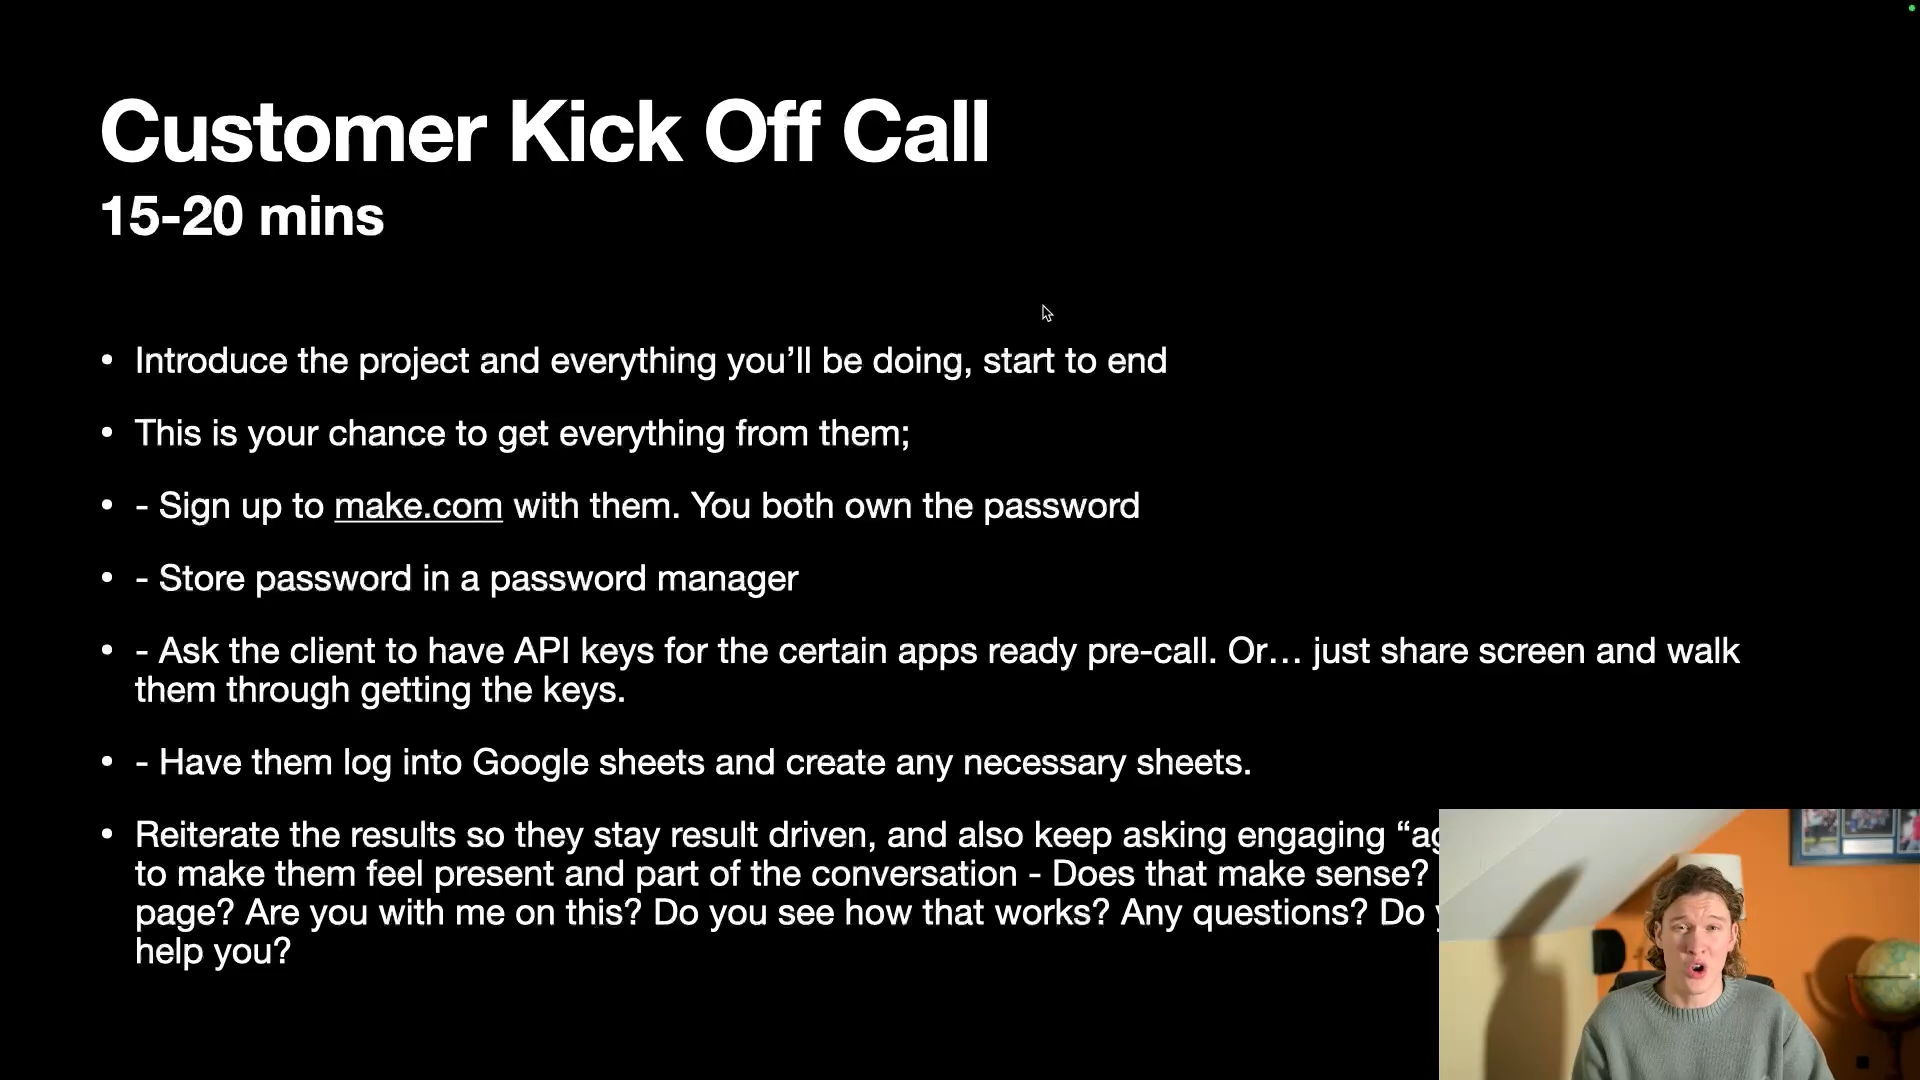 Customer Kick Off Call
15-20 mins
• Introduce the project and everything you’ll be doing, start to end
• This is your chance to get everything from them;
• - Sign up to make.com with them. You both own the password
• - Store password in a password manager
• - Ask the client to have API keys for the certain apps ready pre-call. Or… just share screen and walk
them through getting the keys.
• - Have them log into Google sheets and create any necessary sheets.
• Reiterate the results so they stay result driven, and also keep asking engaging
to make them feel present and part of the conversation - Does that make sense?
page? Are you with me on this? Do you see how that works? Any questions? Do
help you?